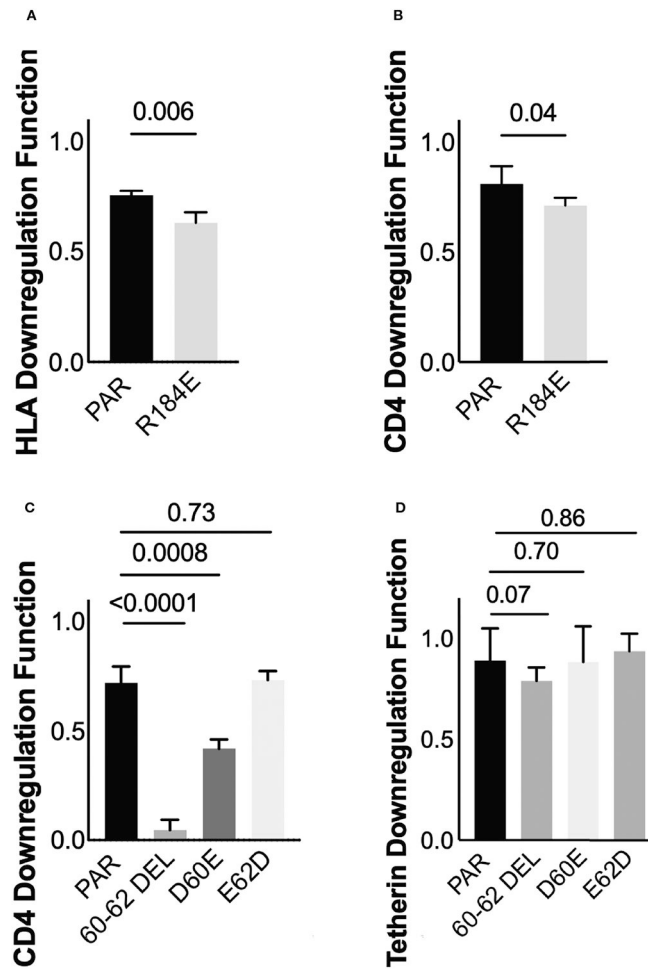 A
HLA Downregulation Function
1.0
0.5
0.0
0.006
PAR
R184E
B
CD4 Downregulation Function
1.0
0.5
0.0
0.04
PAR
R184E
C
CD4 Downregulation Function
1.0
0.5
0.0
0.73
0.0008
<0.0001
PAR
60-62 DEL
D60E
E62D
D
Tetherin Downregulation Function
1.0
0.5
0.0
0.86
0.70
0.07
PAR
60-62 DEL
D60E
E62D